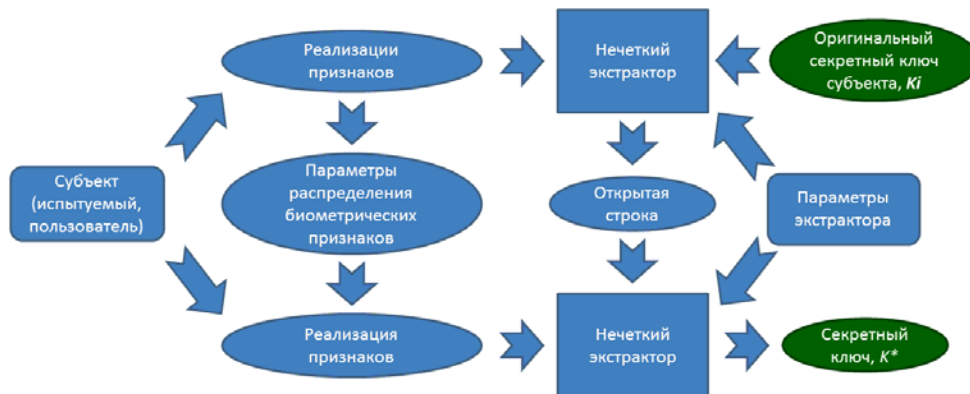 Реализации
признаков
Нечеткий
экстрактор
Оригинальный
секретный ключ
субъекта, Ki
Субъект
(испытуемый,
пользователь)
Параметры
распределения
биометрических
признаков
Открытая
строка
Параметры
экстрактора
Реализация
признаков
Нечеткий
экстрактор
Секретный
ключ, K*